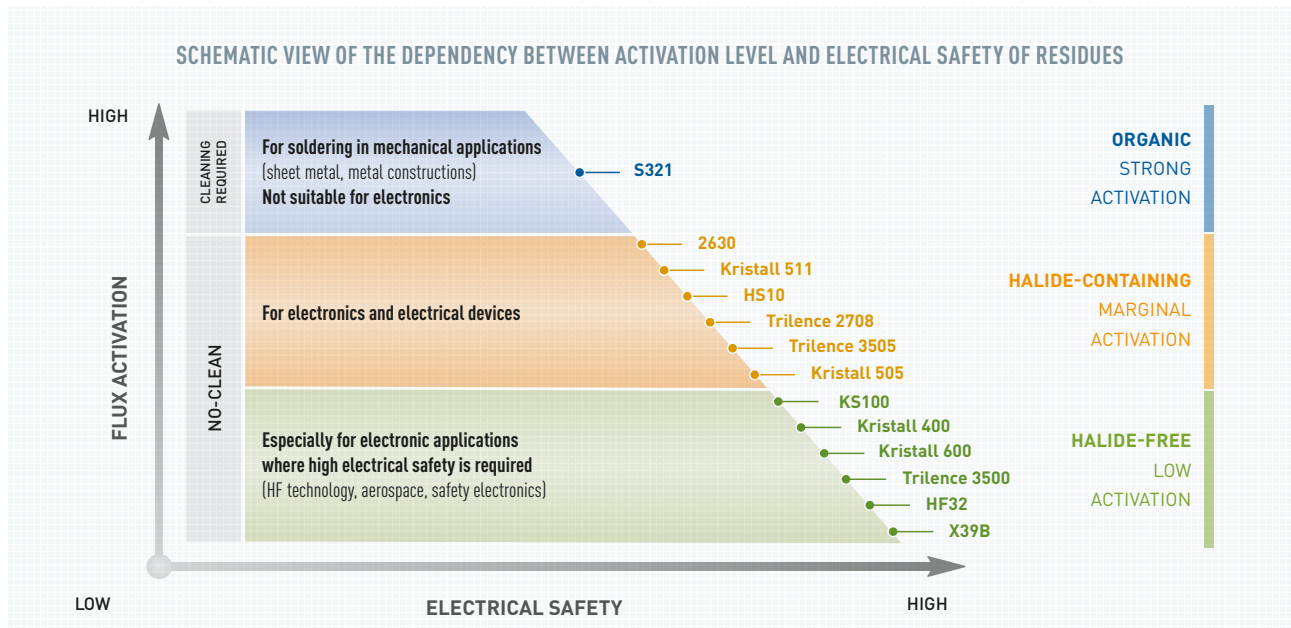 SCHEMATIC VIEW OF THE DEPENDENCY BETWEEN ACTIVATION LEVEL AND ELECTRICAL SAFETY OF RESIDUES
HIGH
FLUX ACTIVATION
CLEANING
REQUIRED
NO-CLEAN
For soldering in mechanical applications
(sheet metal, metal constructions)
Not suitable for electronics
S321
ORGANIC
STRONG
ACTIVATION
For electronics and electrical devices
2630
Kristall 511
HS10
Trilence 2708
Trilence 3505
Kristall 505
HALIDE-CONTAINING
MARGINAL
ACTIVATION
Especially for electronic applications
where high electrical safety is required
(HF technology, aerospace, safety electronics)
KS100
Kristall 400
Kristall 600
Trilence 3500
HF32
X39B
HALIDE-FREE
LOW
ACTIVATION
LOW
ELECTRICAL SAFETY
HIGH